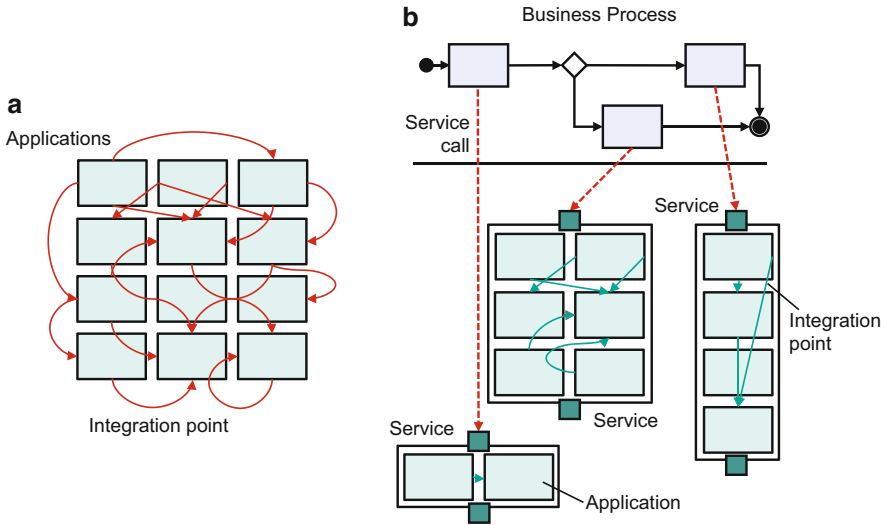 a
Applications
Integration point
b
Business Process
Service
call
Service
Service
Integration
point
Service
Application